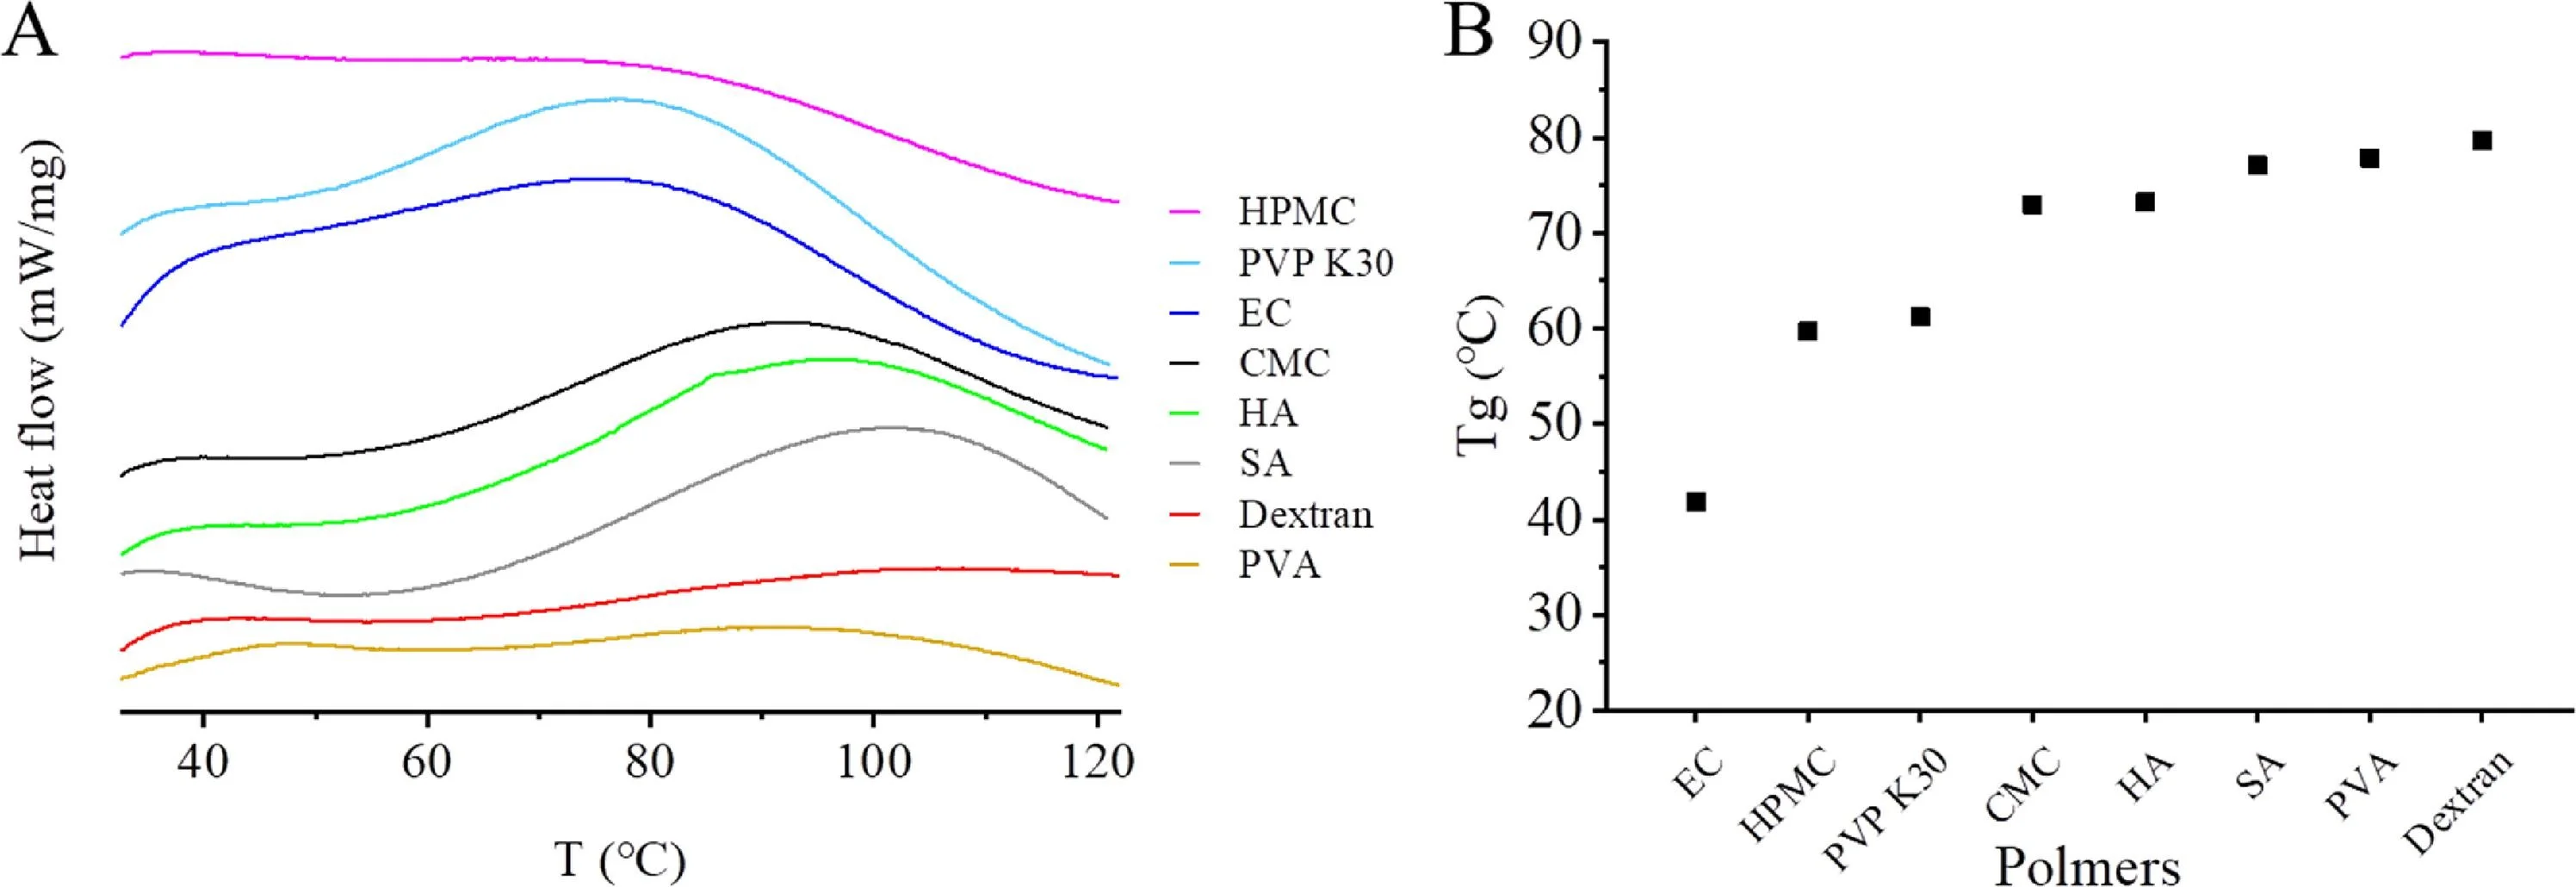 A
Heat flow (mW/mg)
40
60
80
100
120
T (℃)
HPMC
PVP K30
EC
CMC
HA
SA
Dextran
PVA
B
90
80
70
60
50
40
30
20
Tg (℃)
EC
HPMC
PVP K30
CMC
HA
SA
PVA
Dextran
Polmers